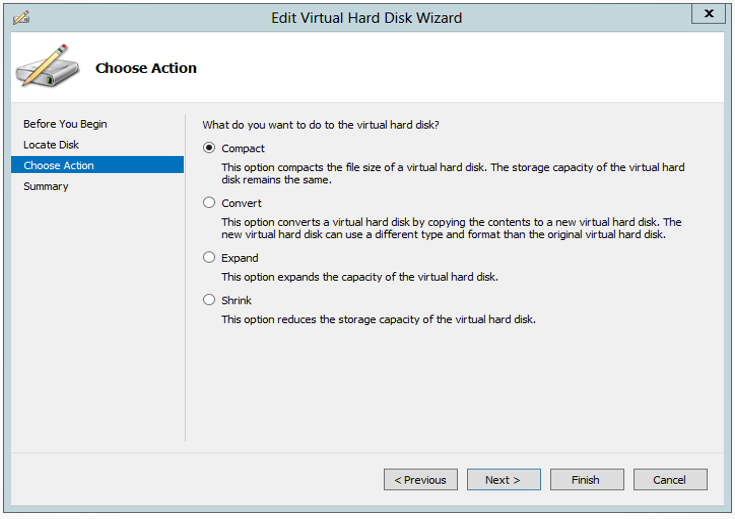 Edit Virtual Hard Disk Wizard
x
Choose Action
Before You Begin
Locate Disk
Choose Action
Summary
What do you want to do to the virtual hard disk?
Compact
This option compacts the file size of a virtual hard disk. The storage capacity of the virtual hard
disk remains the same.
Convert
This option converts a virtual hard disk by copying the contents to a new virtual hard disk. The
new virtual hard disk can use a different type and format than the original virtual hard disk.
Expand
This option expands the capacity of the virtual hard disk.
Shrink
This option reduces the storage capacity of the virtual hard disk.
< Previous
Next >
Finish
Cancel